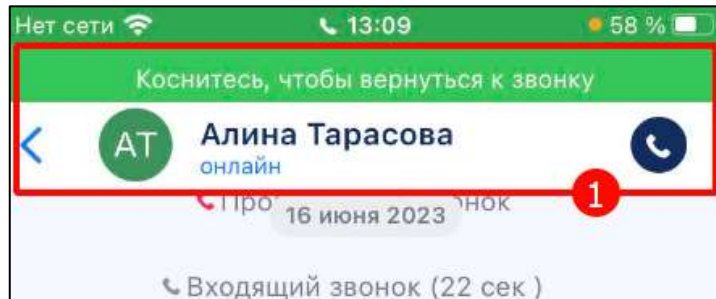 Нет сети 13:09 58 %
Коснитесь, чтобы вернуться к звонку
АТ Алина Тарасова
онлайн
1
16 июня 2023
Входящий звонок (22 сек )